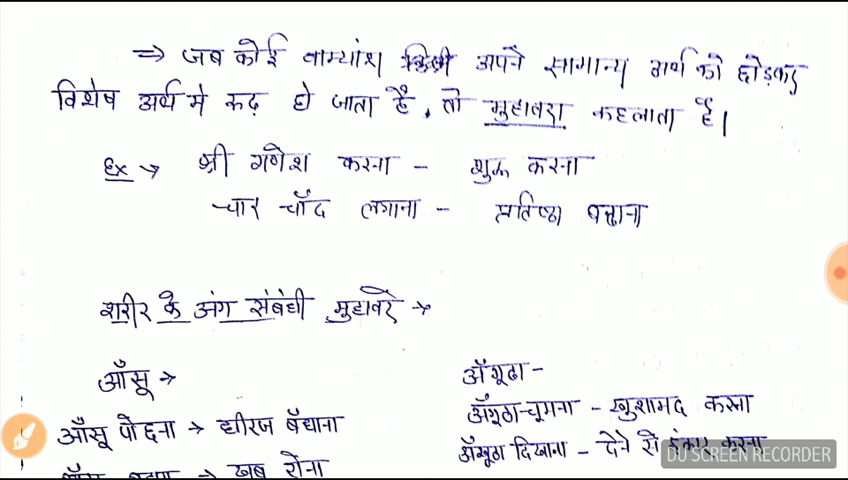 ⇒ जब कोई वाक्यांश अपने सामान्य अर्थ को छोड़कर
विशेष अर्थ मे रूढ़ हो जाता है, तो मुहावरा कहलाता है।
Ex → श्री गणेश करना - शुरू करना
चार चाँद लगाना - प्रतिष्ठा बढ़ाना
शरीर के अंग संबंधी मुहावरे →
आँसू →
आँसू पोछना → धीरज बँधाना
खूब रोना
अँगूठा -
अँगूठा चूमना - खुशामद करना
अँगूठा दिखाना - देने से इंकार करना
DU SCREEN RECORDER